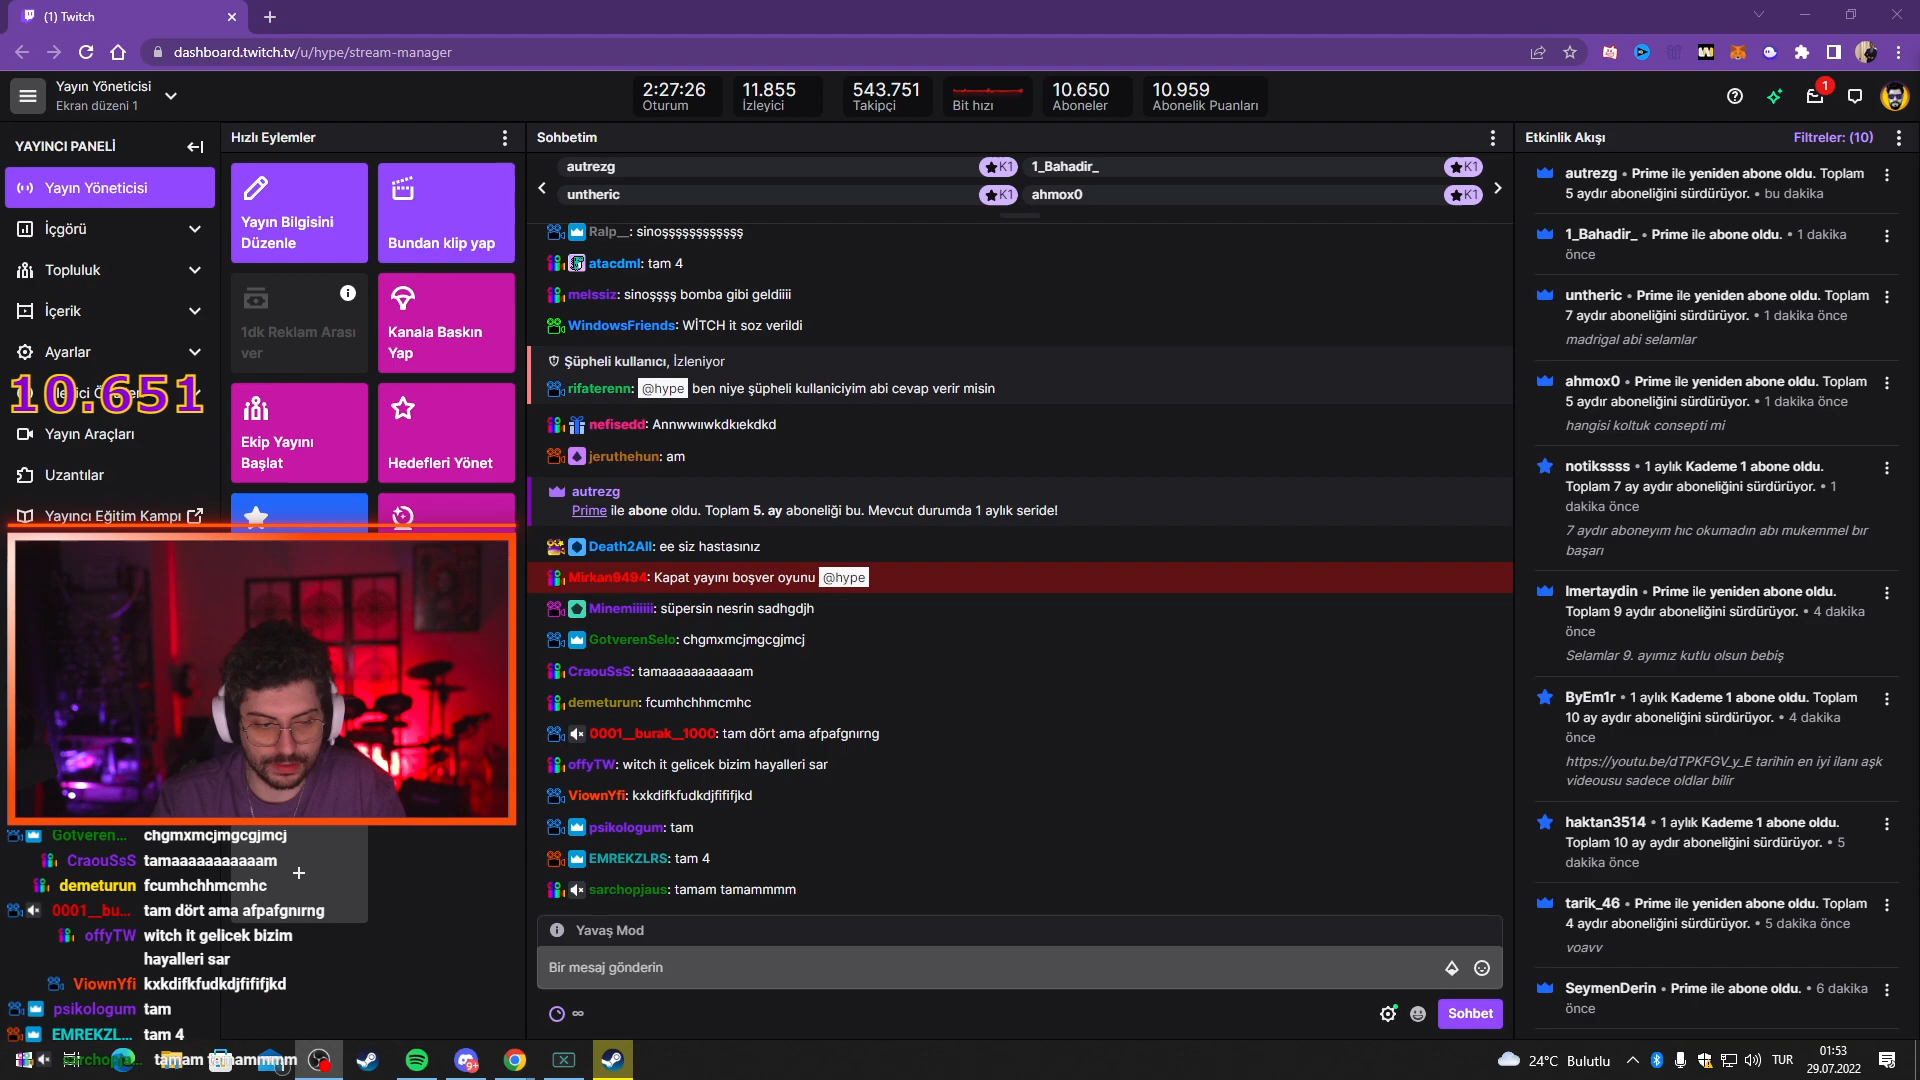 (1) Twitch
dashboard.twitch.tv/u/hype/stream-manager
Yayın Yöneticisi
Ekran düzeni 1
2:27:26
Oturum
11.855
İzleyici
543.751
Takipçi
Bit hızı
10.650
Aboneler
10.959
Abonelik Puanları
1
YAYINCI PANELİ
Yayın Yöneticisi
İçgörü
Topluluk
İçerik
Ayarlar
10.651
Yayın Araçları
Uzantılar
Yayıncı Eğitim Kampı
Hızlı Eylemler
Yayın Bilgisini
Düzenle
Bundan klip yap
1dk Reklam Arası
ver
Kanala Baskın
Yap
Ekip Yayını
Başlat
Hedefleri Yönet
Sohbetim
autrezg
K1
1_Bahadir_
K1
untheric
K1
ahmox0
K1
Ralp__: sinoşşşşşşşşşşşş
atacdml: tam 4
melssiz: sinoşşşş bomba gibi geldiiii
WindowsFriends: WİTCH it soz verildi
Şüpheli kullanıcı, İzleniyor
rifaterenn: @hype ben niye şüpheli kullaniciyim abi cevap verir misin
nefisedd: Annwwıwkdkıekdkd
jeruthehun: am
autrezg
Prime ile abone oldu. Toplam 5. ay aboneliği bu. Mevcut durumda 1 aylık seride!
Death2All: ee siz hastasınız
Mirkan9494: Kapat yayını boşver oyunu @hype
Minemiiiiii: süpersin nesrin sadhgdjh
GotverenSelo: chgmxmcjmgcgjmcj
CraouSsS: tamaaaaaaaaaaam
demeturun: fcumhchhmcmhc
0001__burak__1000: tam dört ama afpafgnırng
offyTW: witch it gelicek bizim hayalleri sar
ViownYfi: kxkdifkfudkdjfififjkd
psikologum: tam
EMREKZLRS: tam 4
sarchopjaus: tamam tamammmm
Yavaş Mod
Bir mesaj gönderin
Sohbet
Etkinlik Akışı
Filtreler: (10)
autrezg • Prime ile yeniden abone oldu. Toplam
5 aydır aboneliğini sürdürüyor. • bu dakika
1_Bahadir_ • Prime ile abone oldu. • 1 dakika
önce
untheric • Prime ile yeniden abone oldu. Toplam
7 aydır aboneliğini sürdürüyor. • 1 dakika önce
madrigal abi selamlar
ahmox0 • Prime ile yeniden abone oldu. Toplam
5 aydır aboneliğini sürdürüyor. • 1 dakika önce
hangisi koltuk consepti mi
notikssss • 1 aylık Kademe 1 abone oldu.
Toplam 7 ay aydır aboneliğini sürdürüyor. • 1
dakika önce
7 aydır aboneyım hıc okumadın abı mukemmel bır
başarı
lmertaydin • Prime ile yeniden abone oldu.
Toplam 9 aydır aboneliğini sürdürüyor. • 4 dakika
önce
Selamlar 9. ayımız kutlu olsun bebiş
ByEm1r • 1 aylık Kademe 1 abone oldu. Toplam
10 ay aydır aboneliğini sürdürüyor. • 4 dakika
önce
https://youtu.be/dTPKFGV_y_E tarihin en iyi ilanı aşk
videousu sadece oldlar bilir
haktan3514 • 1 aylık Kademe 1 abone oldu.
Toplam 10 ay aydır aboneliğini sürdürüyor. • 5
dakika önce
tarik_46 • Prime ile yeniden abone oldu. Toplam
4 aydır aboneliğini sürdürüyor. • 5 dakika önce
voavv
SeymenDerin • Prime ile abone oldu. • 6 dakika
önce
Gotveren... chgmxmcjmgcgjmcj
CraouSsS tamaaaaaaaaaaam
demeturun fcumhchhmcmhc
0001__bu... tam dört ama afpafgnırng
offyTW witch it gelicek bizim
hayalleri sar
ViownYfi kxkdifkfudkdjfififjkd
psikologum tam
EMREKZL... tam 4
tamam tamammmm
9+
24°C Bulutlu
TUR
01:53
29.07.2022